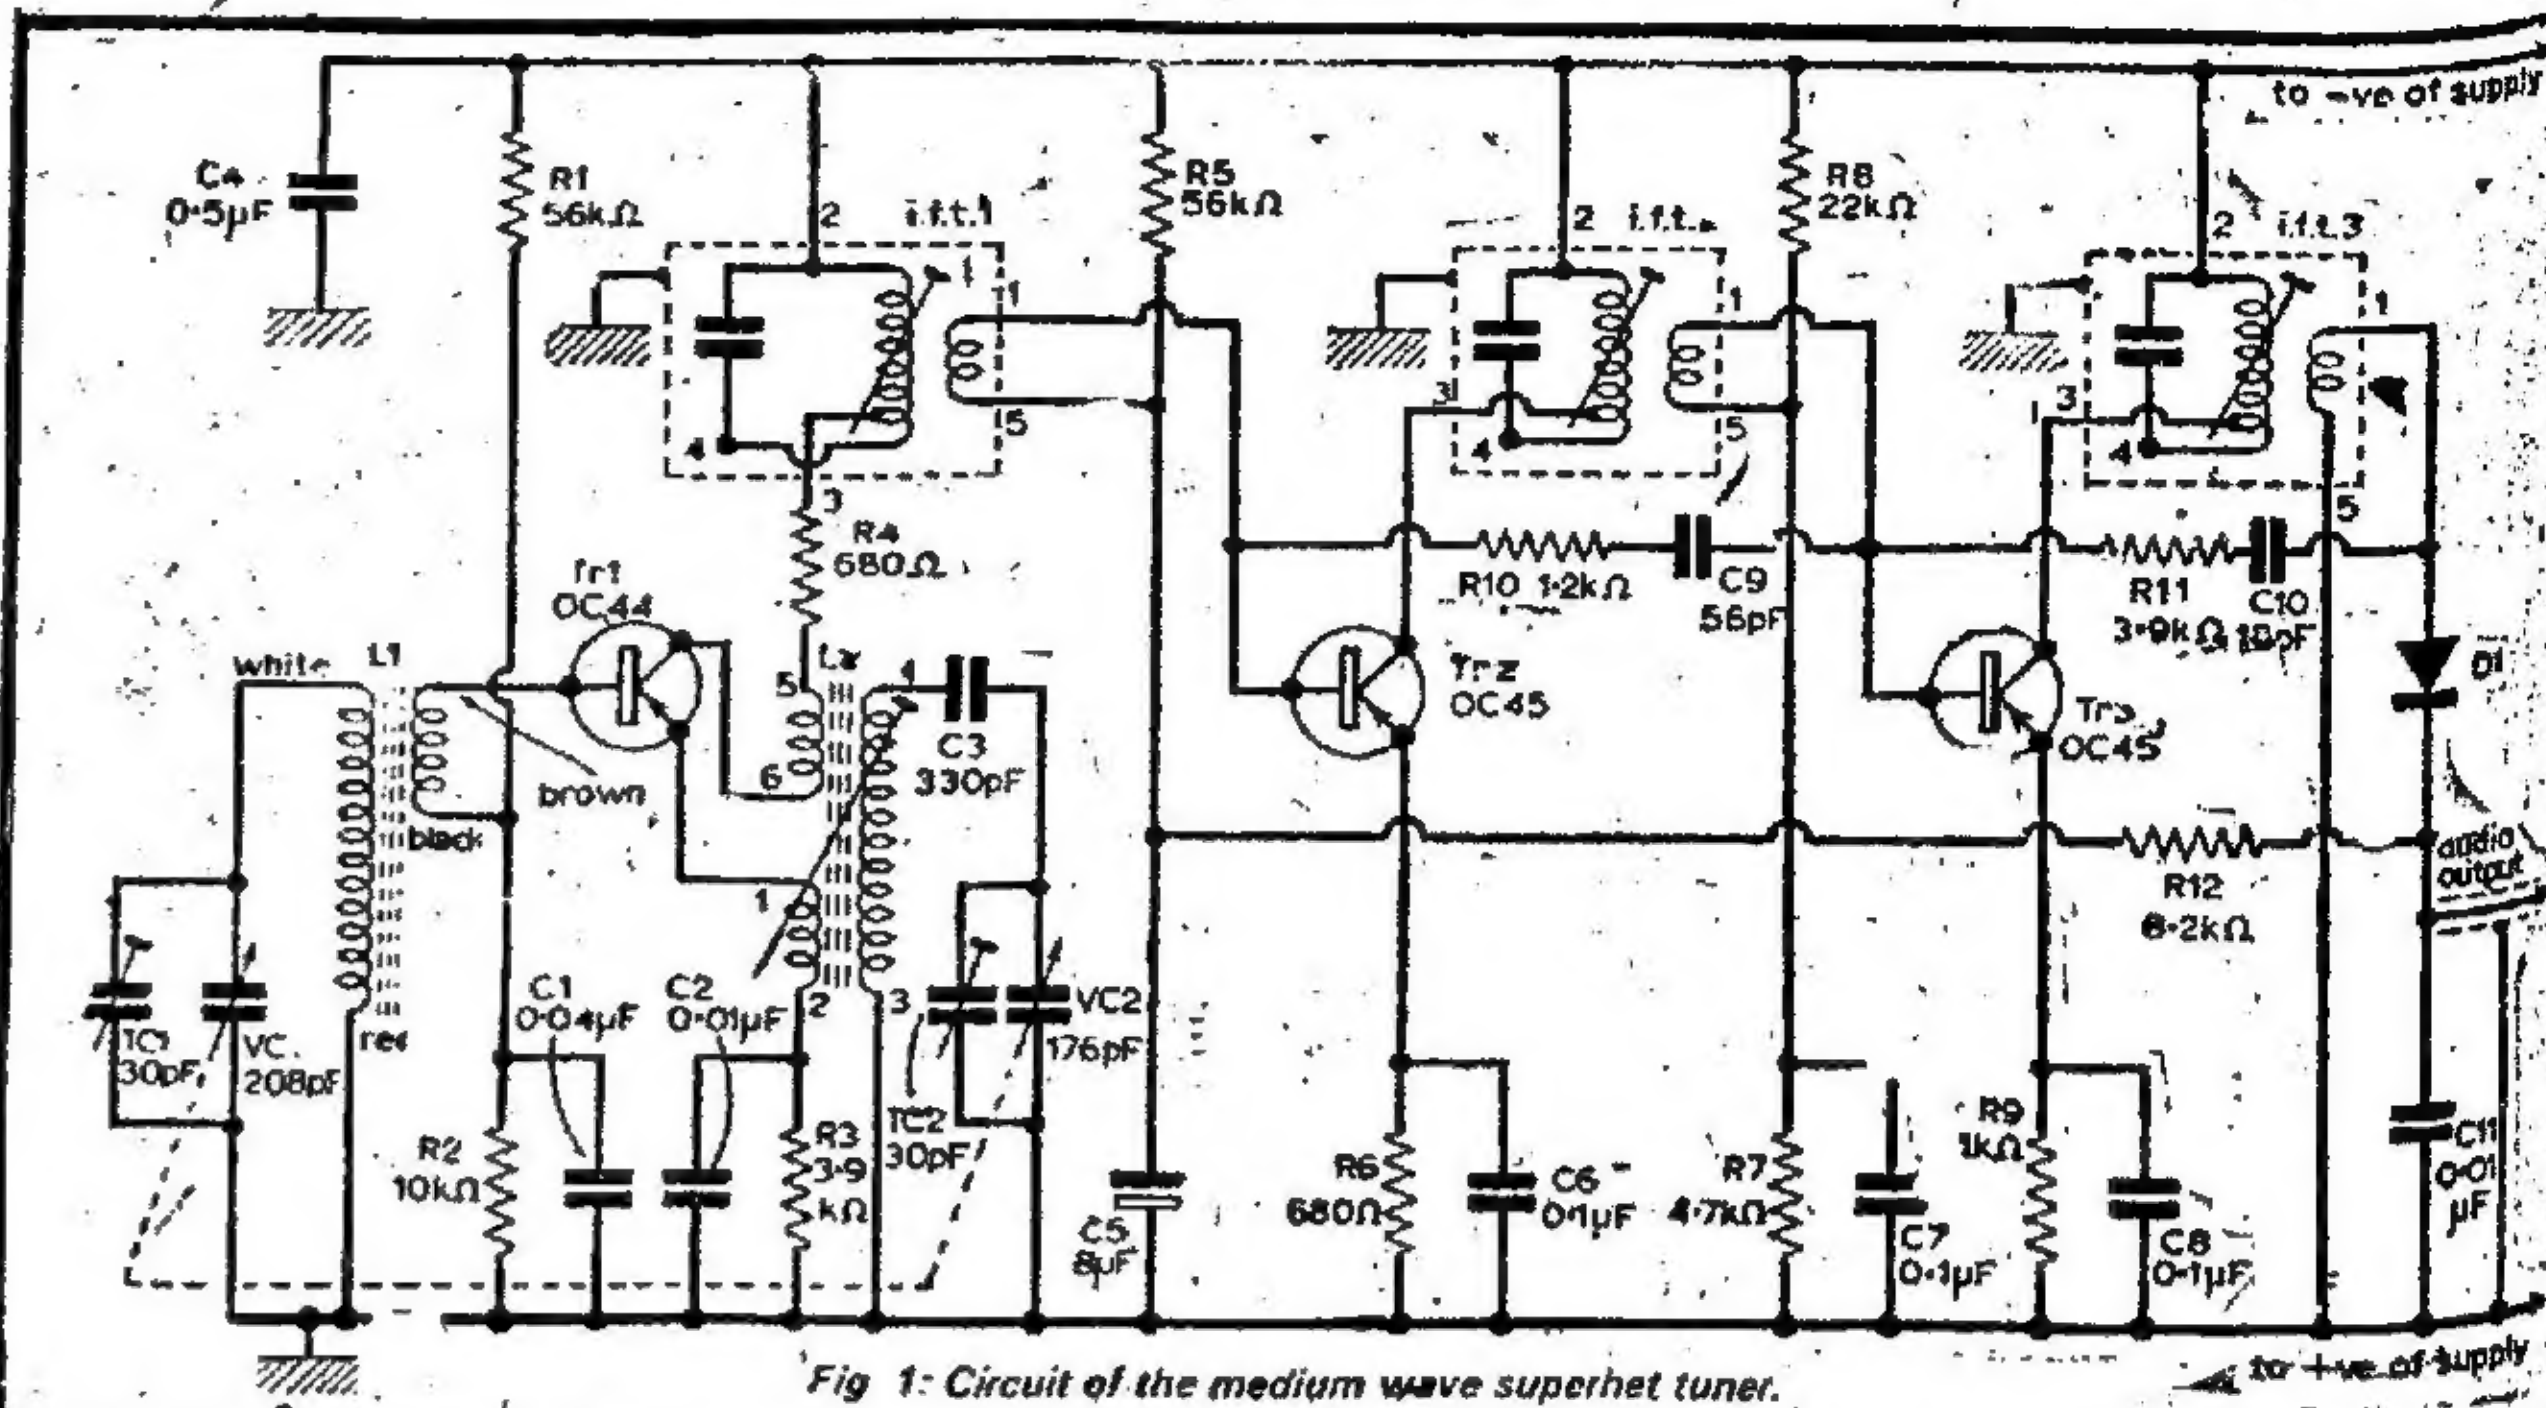 to -ve of supply
C4
0·5µF
R1
56kΩ
2
i.f.t.1
1
5
4
3
R4
680Ω
R5
56kΩ
2
1
3
4
5
R8
22kΩ
2
i.f.t.3
1
3
4
5
R10 1·2kΩ
C9
56pF
R11
C10
Tr1
OC44
white
L1
brown
black
red
5
6
4
C3
330pF
1
2
3
Tr2
OC45
Tr3
OC45
D1
audio
output
R12
8·2kΩ
TC1
30pF
208pF
C1
0·04µF
C2
0·01µF
VC2
176pF
TC2
30pF
R2
10kΩ
R3
3·9
kΩ
C5
8µF
R6
680Ω
C6
0·1µF
R7
4·7kΩ
C7
0·1µF
R9
1kΩ
C8
0·1µF
C11
0·01
µF
Fig 1: Circuit of the medium wave superhet tuner.
to +ve of supply